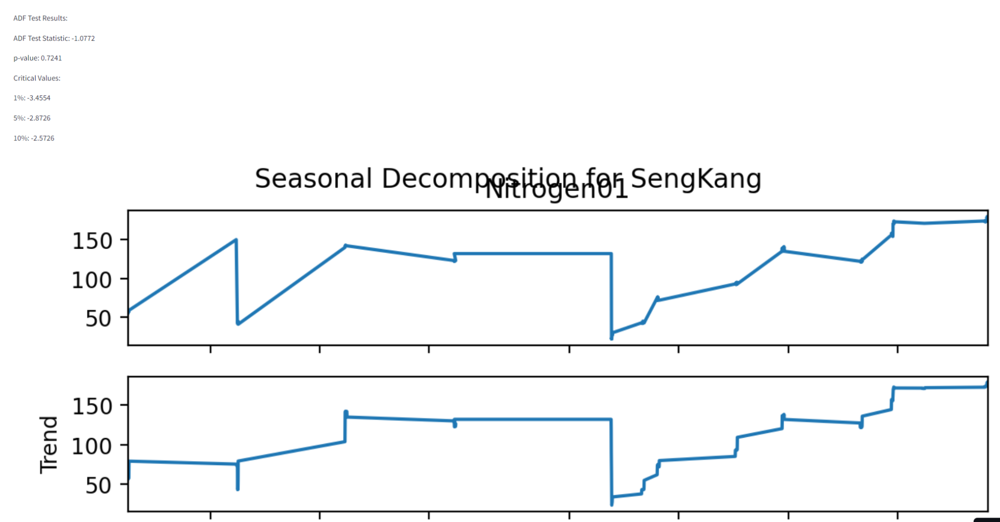 ADF Test Results:
ADF Test Statistic: -1.0772
p-value: 0.7241
Critical Values:
1%: -3.4554
5%: -2.8726
10%: -2.5726
Seasonal Decomposition for SengKang
Nitrogen01
150
100
50
Trend
150
100
50